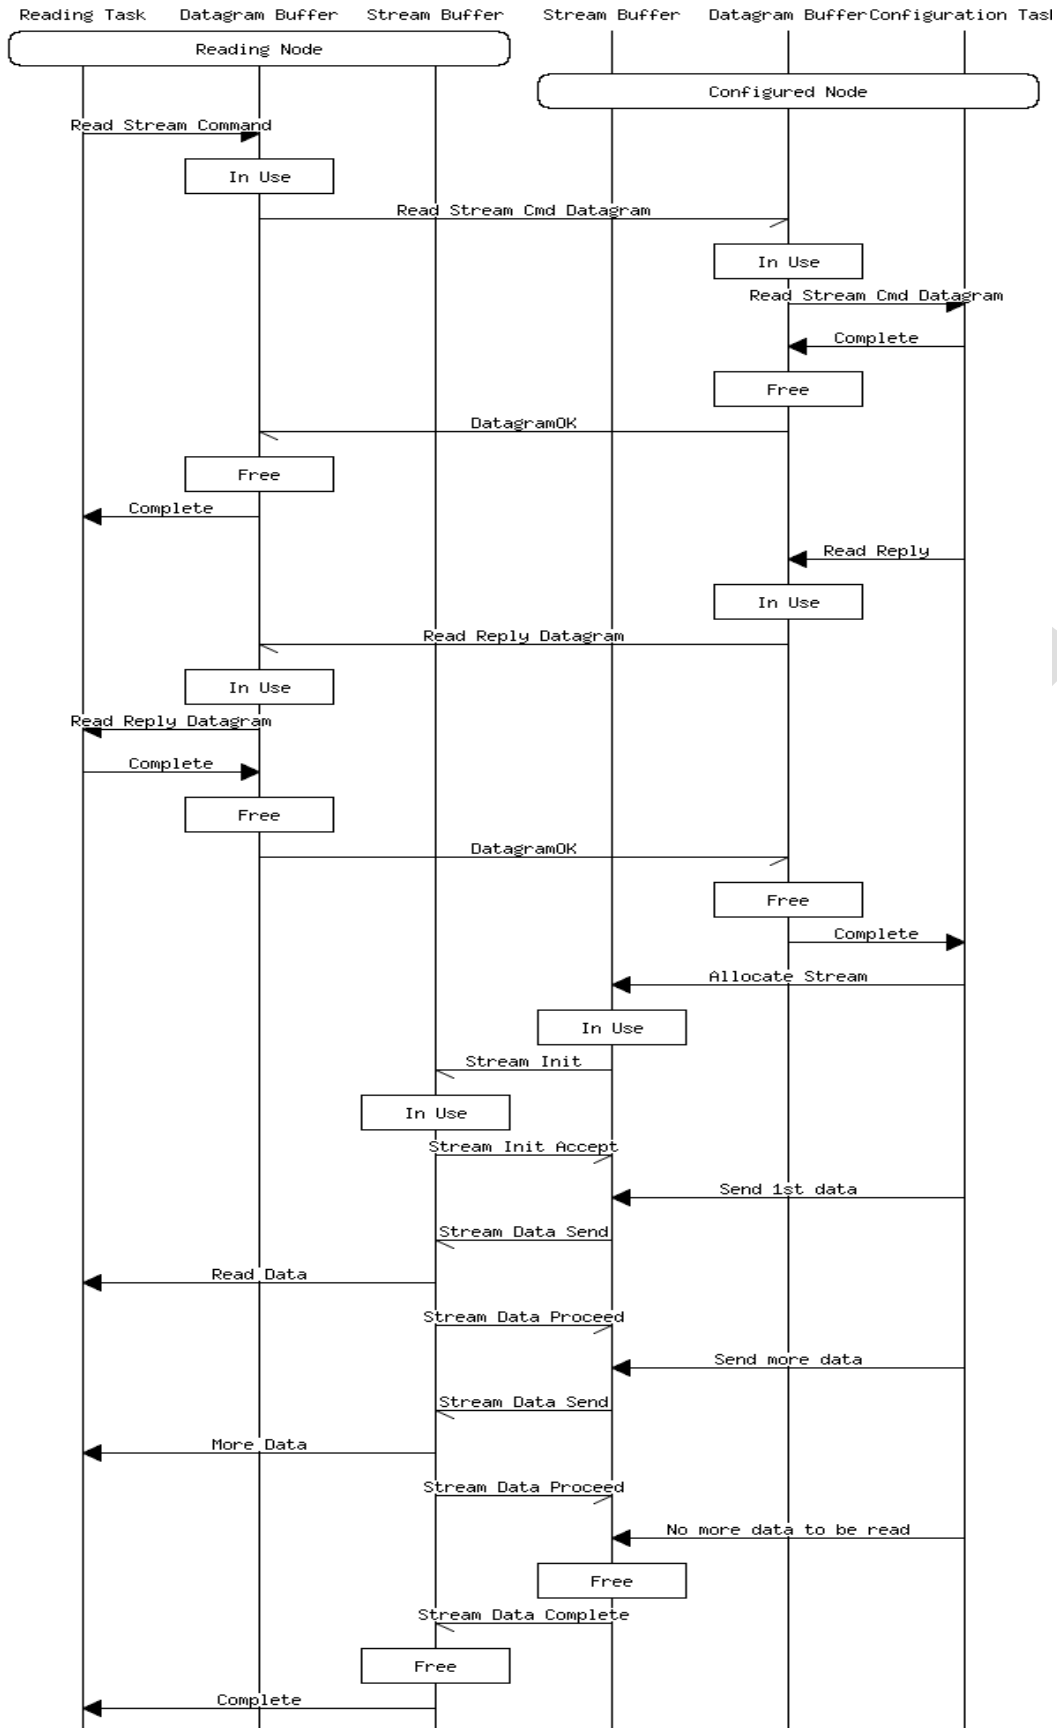 Reading Task Datagram Buffer Stream Buffer Stream Buffer Datagram Buffer Configuration Task
Reading Node
Configured Node
Read Stream Command
In Use
Read Stream Cmd Datagram
In Use
Read Stream Cmd Datagram
Complete
Free
DatagramOK
Free
Complete
Read Reply
In Use
Read Reply Datagram
In Use
Read Reply Datagram
Complete
Free
DatagramOK
Free
Complete
Allocate Stream
In Use
Stream Init
In Use
Stream Init Accept
Send 1st data
Stream Data Send
Read Data
Stream Data Proceed
Send more data
Stream Data Send
More Data
Stream Data Proceed
No more data to be read
Free
Stream Data Complete
Free
Complete